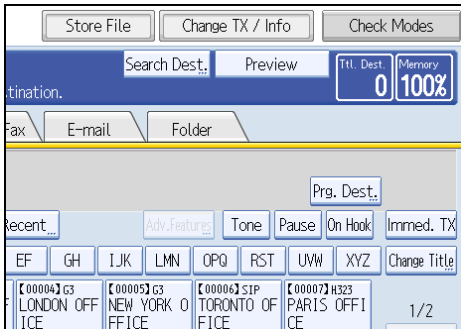 Store File
Change TX / Info
Check Modes
Search Dest.
Preview
Ttl. Dest.
0
Memory
100%
tination.
Fax
E-mail
Folder
Prg. Dest.
Recent
Adv.Features
Tone
Pause
On Hook
Immed. TX
EF
GH
IJK
LMN
OPQ
RST
UVW
XYZ
Change Title
【00004】G3
LONDON OFF
ICE
【00005】G3
NEW YORK O
FFICE
【00006】SIP
TORONTO OF
FICE
【00007】H323
PARIS OFFI
CE
1/2